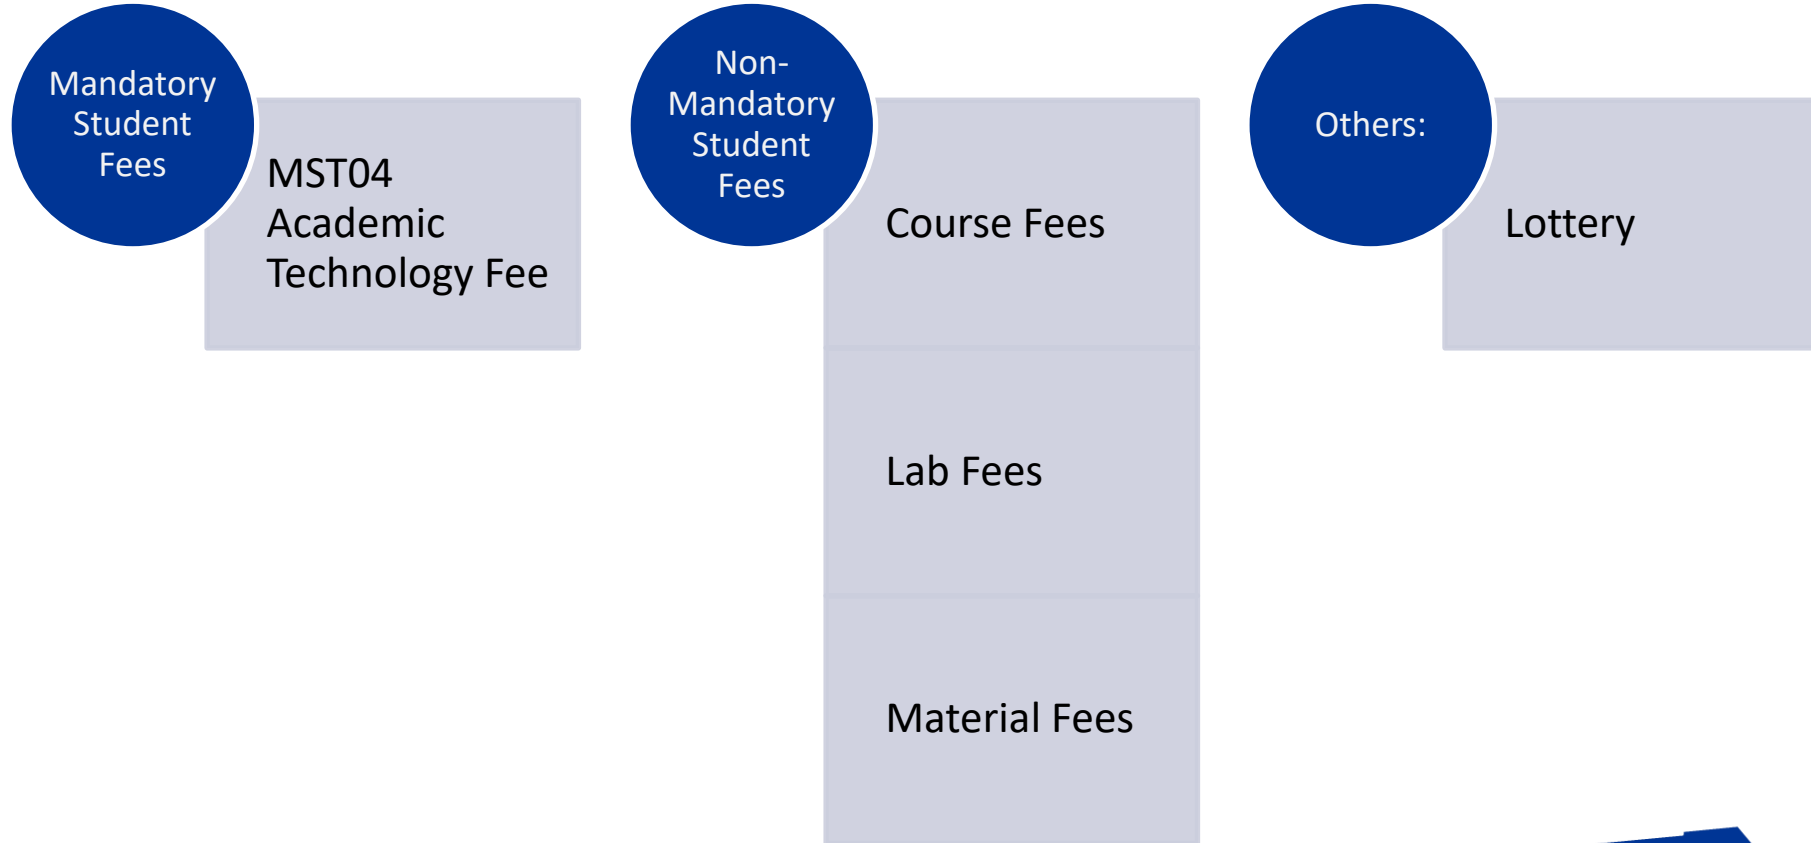 Mandatory
Student
Fees
MST04
Academic
Technology Fee
Non-
Mandatory
Student
Fees
Course Fees
Lab Fees
Material Fees
Others:
Lottery